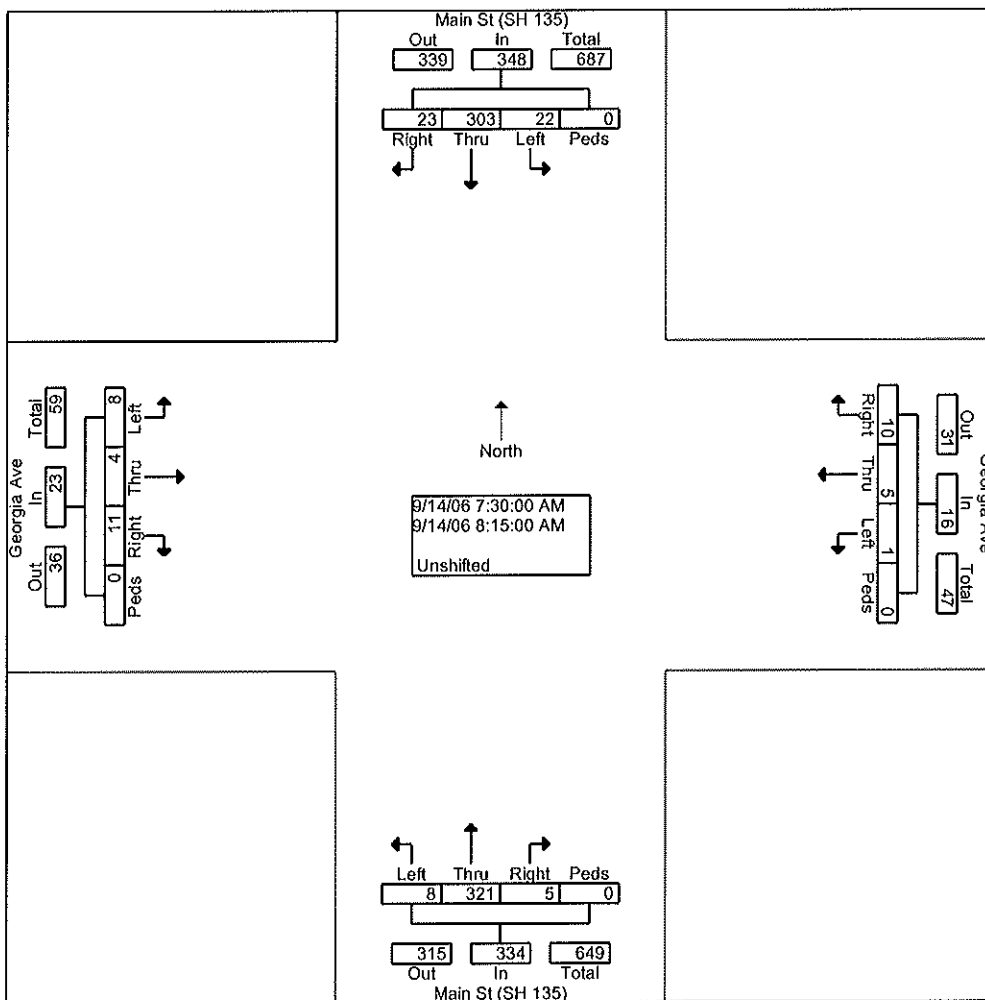 Main St (SH 135)
Out In Total
339 348 687
23 303 22 0
Right Thru Left Peds
Georgia Ave
Total In Out
59 23 36
8 4 11 0
Left Thru Right Peds
North
9/14/06 7:30:00 AM
9/14/06 8:15:00 AM
Unshifted
Right Thru Left Peds
10 5 1 0
31 16 47
Out In Total
Georgia Ave
Left Thru Right Peds
8 321 5 0
315 334 649
Out In Total
Main St (SH 135)